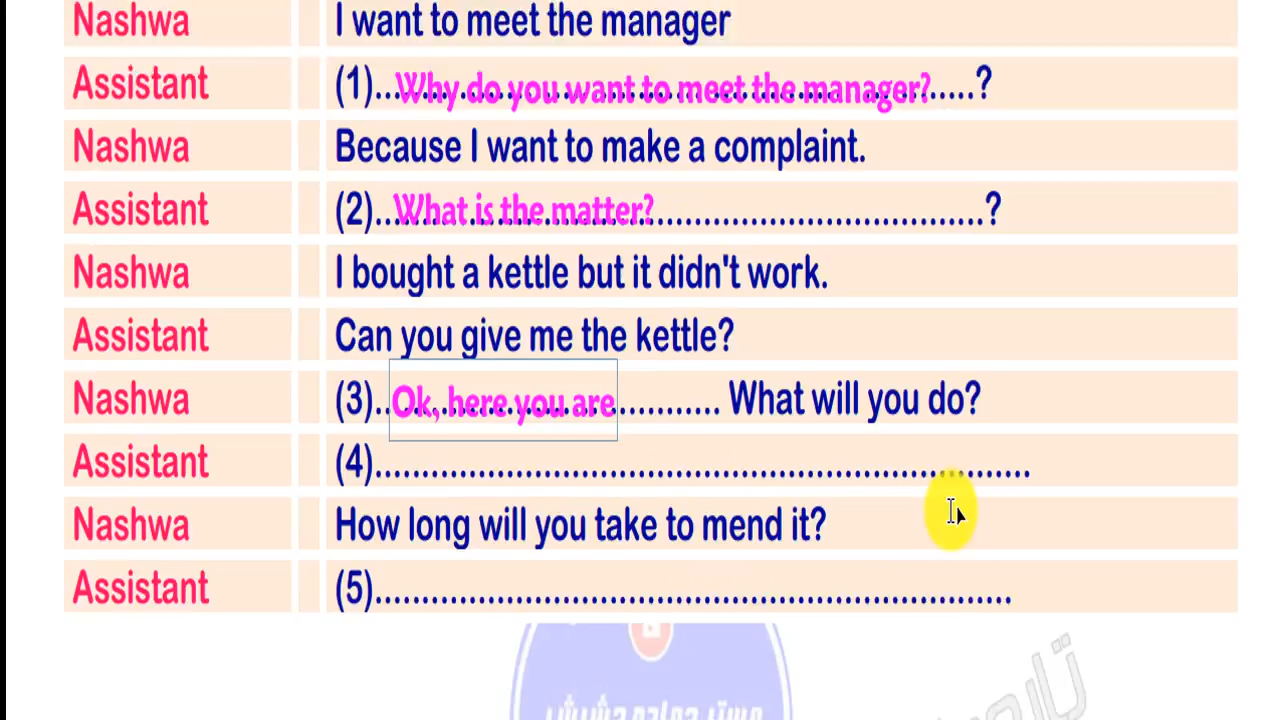 Nashwa I want to meet the manager
Assistant (1)...Why do you want to meet the manager?...?
Nashwa Because I want to make a complaint.
Assistant (2)...What is the matter?...............................?
Nashwa I bought a kettle but it didn't work.
Assistant Can you give me the kettle?
Nashwa (3)..Ok, here you are............ What will you do?
Assistant (4)......................................................................
Nashwa How long will you take to mend it?
Assistant (5)....................................................................